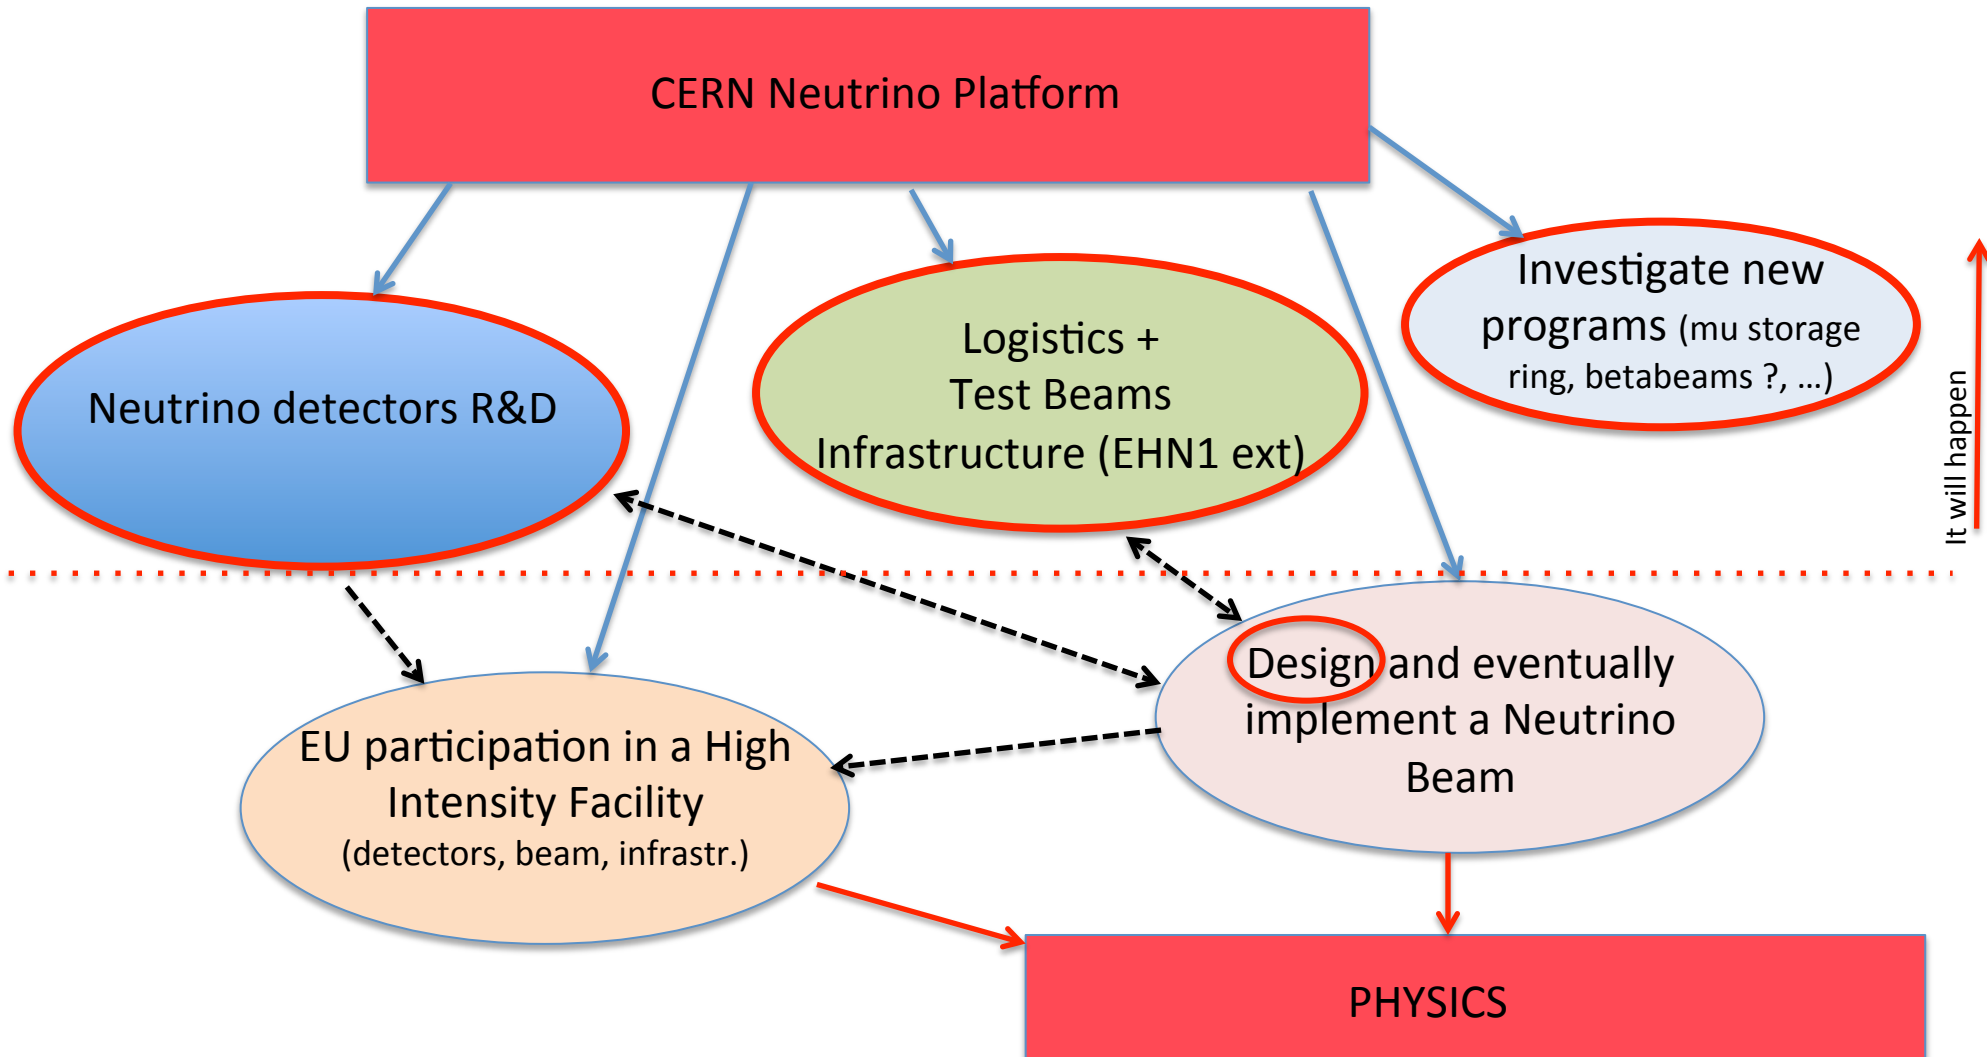 CERN Neutrino Platform
Investigate new
programs (mu storage
ring, betabeams ?, ...)
Logistics +
Test Beams
Infrastructure (EHN1 ext)
Neutrino detectors R&D
It will happen
Design and eventually
implement a Neutrino
Beam
EU participation in a High
Intensity Facility
(detectors, beam, infrastr.)
PHYSICS